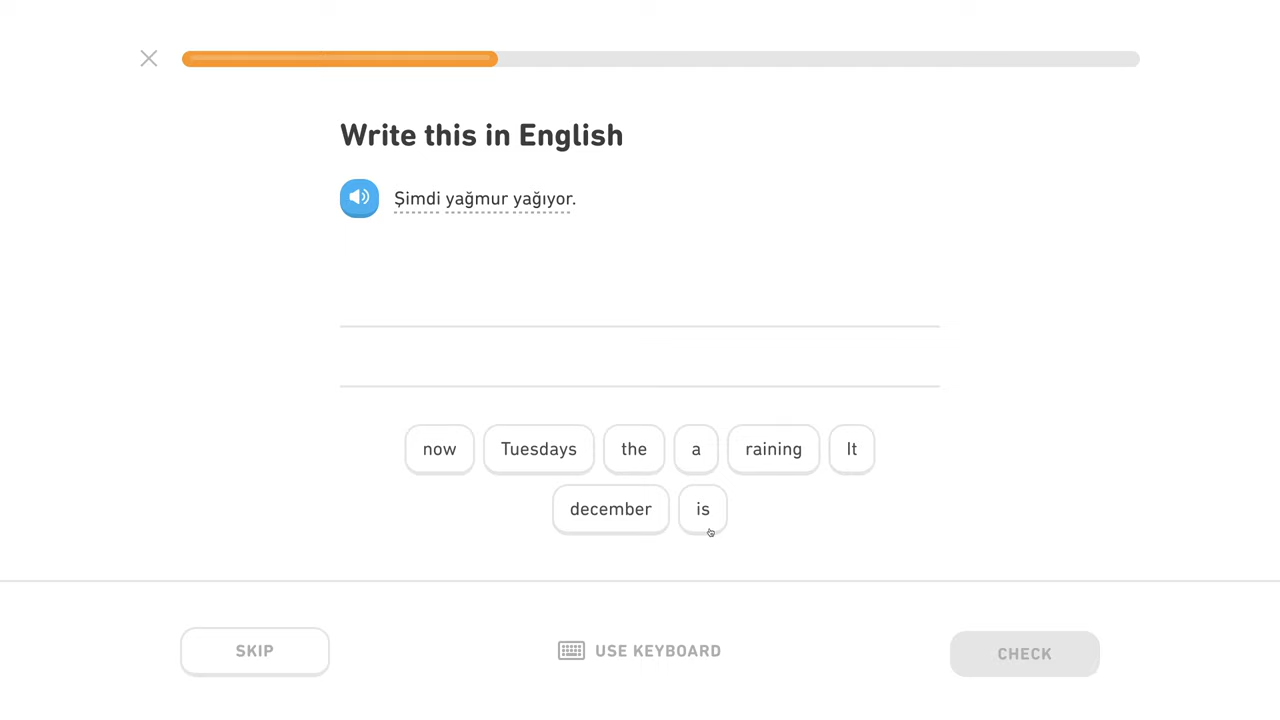 Write this in English
Şimdi yağmur yağıyor.
now Tuesdays the a raining It
december is
SKIP USE KEYBOARD CHECK